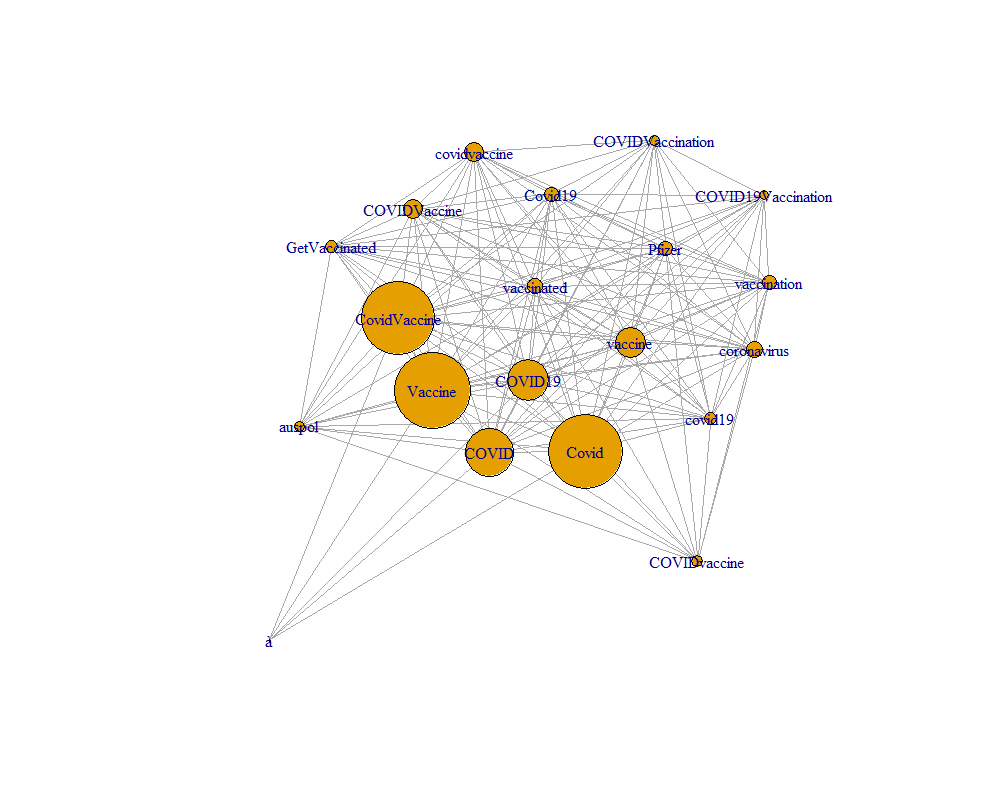 COVIDVaccination
covidvaccine
Covid19
COVID19Vaccination
COVIDVaccine
GetVaccinated
Pfizer
vaccination
vaccinated
CovidVaccine
vaccine
coronavirus
COVID19
Vaccine
covid19
auspol
COVID
Covid
COVIDvaccine
à